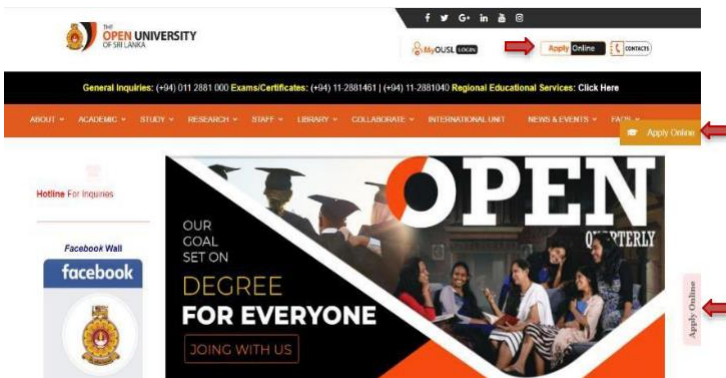 THE
OPEN UNIVERSITY
OF SRI LANKA
f G+ in
MyOUSL LOGIN
Apply Online
CONTACTS
General Inquiries: (+94) 011 2881 000 Exams/Certificates: (+94) 11-2881481 | (+94) 11-2881040 Regional Educational Services: Click Here
ABOUT ACADEMIC STUDY RESEARCH STAFF LIBRARY COLLABORATE INTERNATIONAL UNIT NEWS & EVENTS FAQS
Apply Online
Hotline For Inquiries
Facebook Wall
facebook
OUR
GOAL
SET ON
DEGREE
FOR EVERYONE
JOING WITH US
OPEN
QUARTERLY
Apply Online